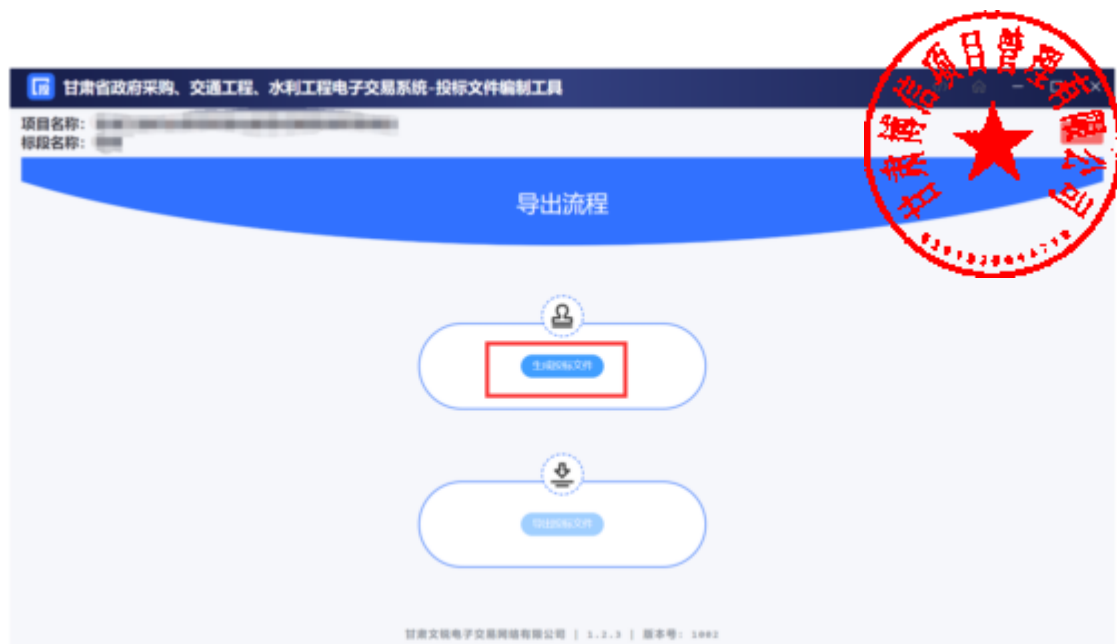 投 甘肃省政府采购、交通工程、水利工程电子交易系统-投标文件编制工具
项目名称：
标段名称：
导出流程
生成投标文件
导出投标文件
甘肃文锐电子交易网络有限公司 | 1.2.3 | 版本号: 1002